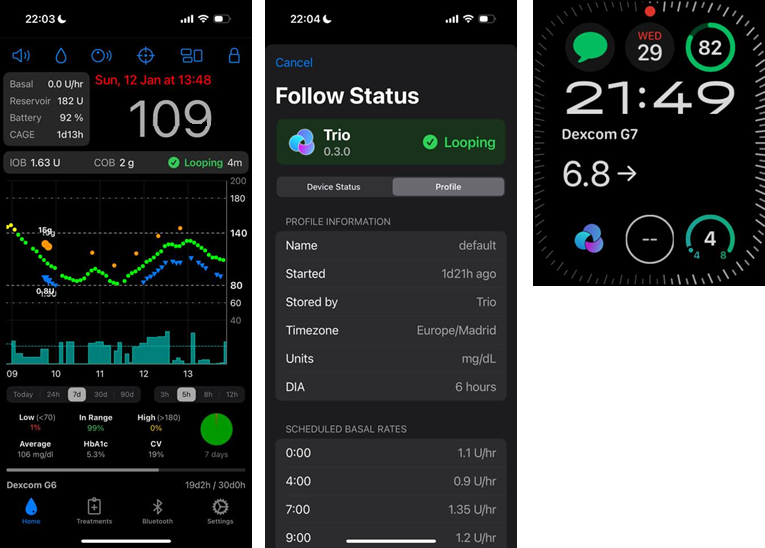 22:03
Basal 0.0 U/hr
Reservoir 182 U
Battery 92 %
CAGE 1d13h
Sun, 12 Jan at 13:48
109
IOB 1.63 U COB 2 g Looping 4m
200
180
15g
140
80
0.8U
60
40
09 10 11 12 13
Today 24h 7d 30d 90d 3h 5h 8h 12h
Low (<70) In Range High (>180)
1% 99% 0%
Average HbA1c CV
106 mg/dl 5.3% 19% 7 days
Dexcom G6 19d2h / 30d0h
Home Treatments Bluetooth Settings
22:04
Cancel
Follow Status
Trio
0.3.0
Looping
Device Status Profile
PROFILE INFORMATION
Name default
Started 1d21h ago
Stored by Trio
Timezone Europe/Madrid
Units mg/dL
DIA 6 hours
SCHEDULED BASAL RATES
0:00 1.1 U/hr
4:00 0.9 U/hr
7:00 1.35 U/hr
9:00 1.2 U/hr
WED
29
82
21:49
Dexcom G7
6.8→
--
4
4 8